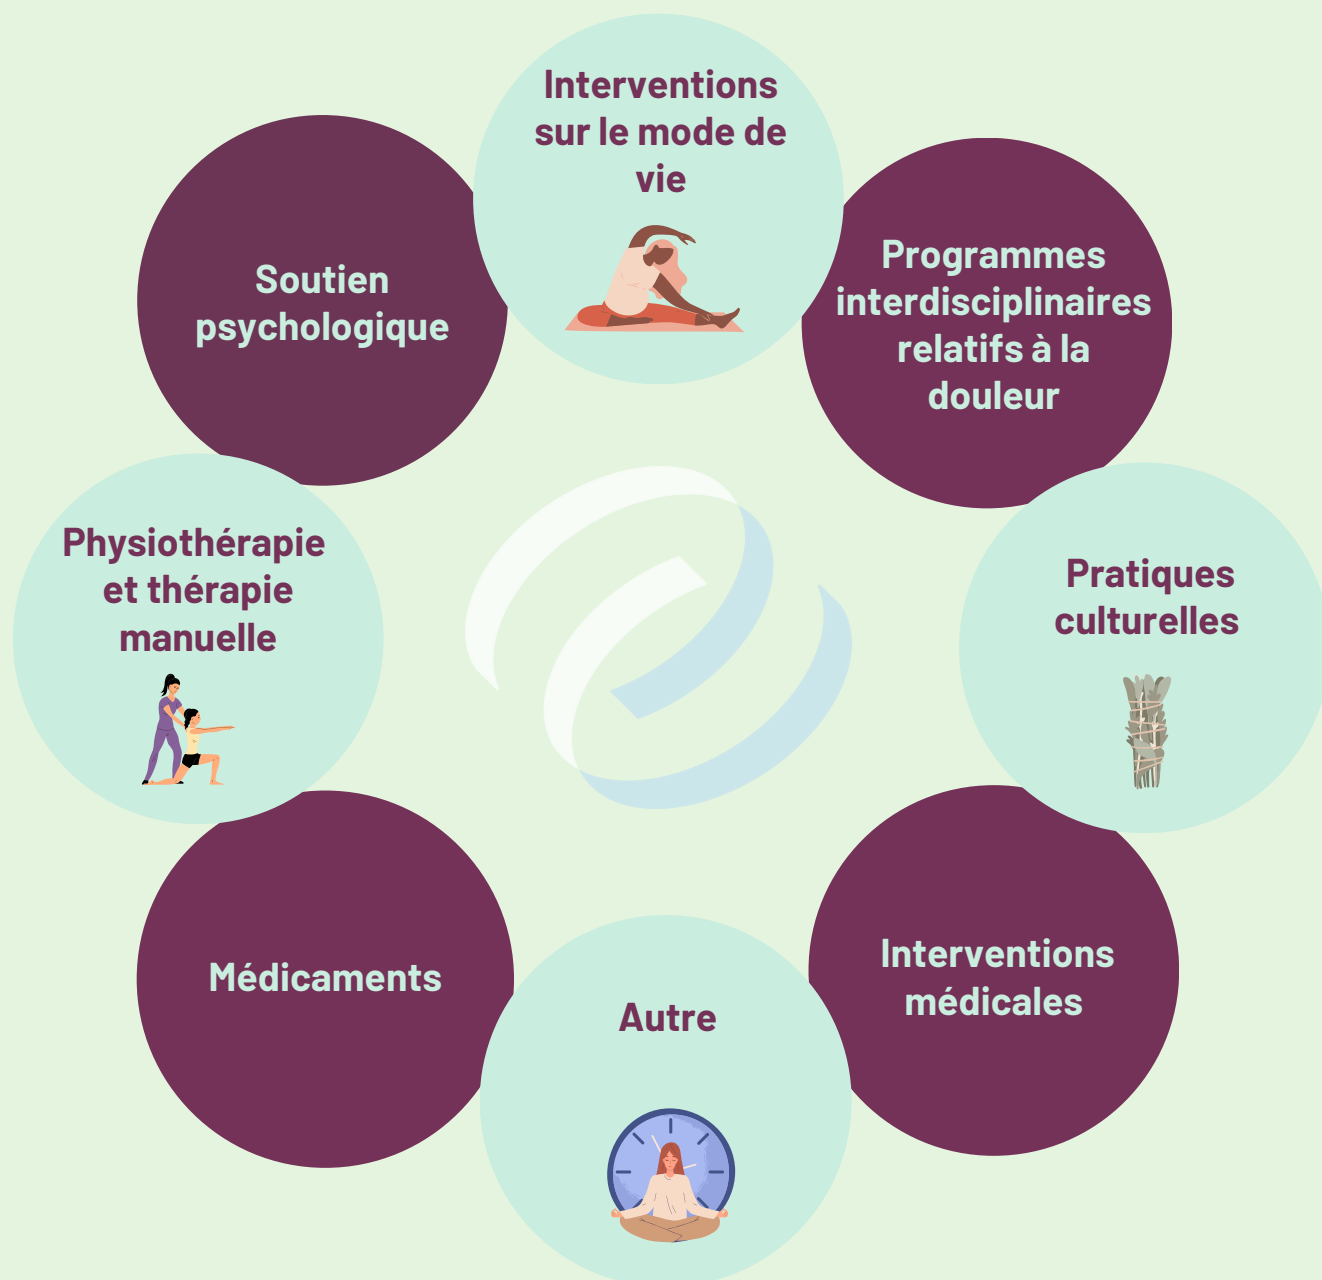 Interventions
sur le mode de
vie
Programmes
interdisciplinaires
relatifs à la
douleur
Soutien
psychologique
Physiothérapie
et thérapie
manuelle
Pratiques
culturelles
Médicaments
Interventions
médicales
Autre